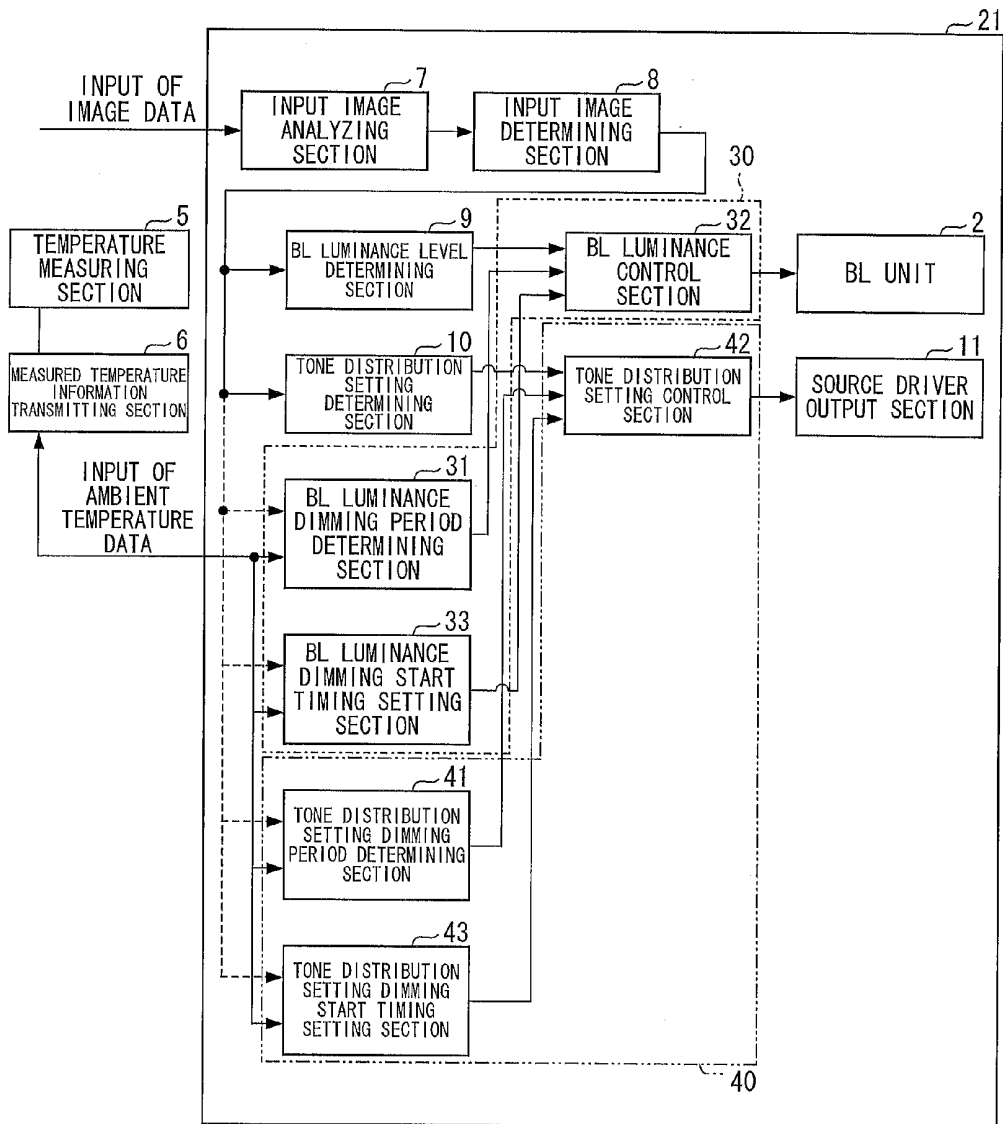 21
INPUT OF
IMAGE DATA
7
INPUT IMAGE
ANALYZING
SECTION
8
INPUT IMAGE
DETERMINING
SECTION
30
5
TEMPERATURE
MEASURING
SECTION
9
BL LUMINANCE LEVEL
DETERMINING
SECTION
32
BL LUMINANCE
CONTROL
SECTION
2
BL UNIT
6
MEASURED TEMPERATURE
INFORMATION
TRANSMITTING SECTION
10
TONE DISTRIBUTION
SETTING
DETERMINING
SECTION
42
TONE DISTRIBUTION
SETTING CONTROL
SECTION
11
SOURCE DRIVER
OUTPUT SECTION
INPUT OF
AMBIENT
TEMPERATURE
DATA
31
BL LUMINANCE
DIMMING PERIOD
DETERMINING
SECTION
33
BL LUMINANCE
DIMMING START
TIMING SETTING
SECTION
41
TONE DISTRIBUTION
SETTING DIMMING
PERIOD DETERMINING
SECTION
43
TONE DISTRIBUTION
SETTING DIMMING
START TIMING
SETTING SECTION
40